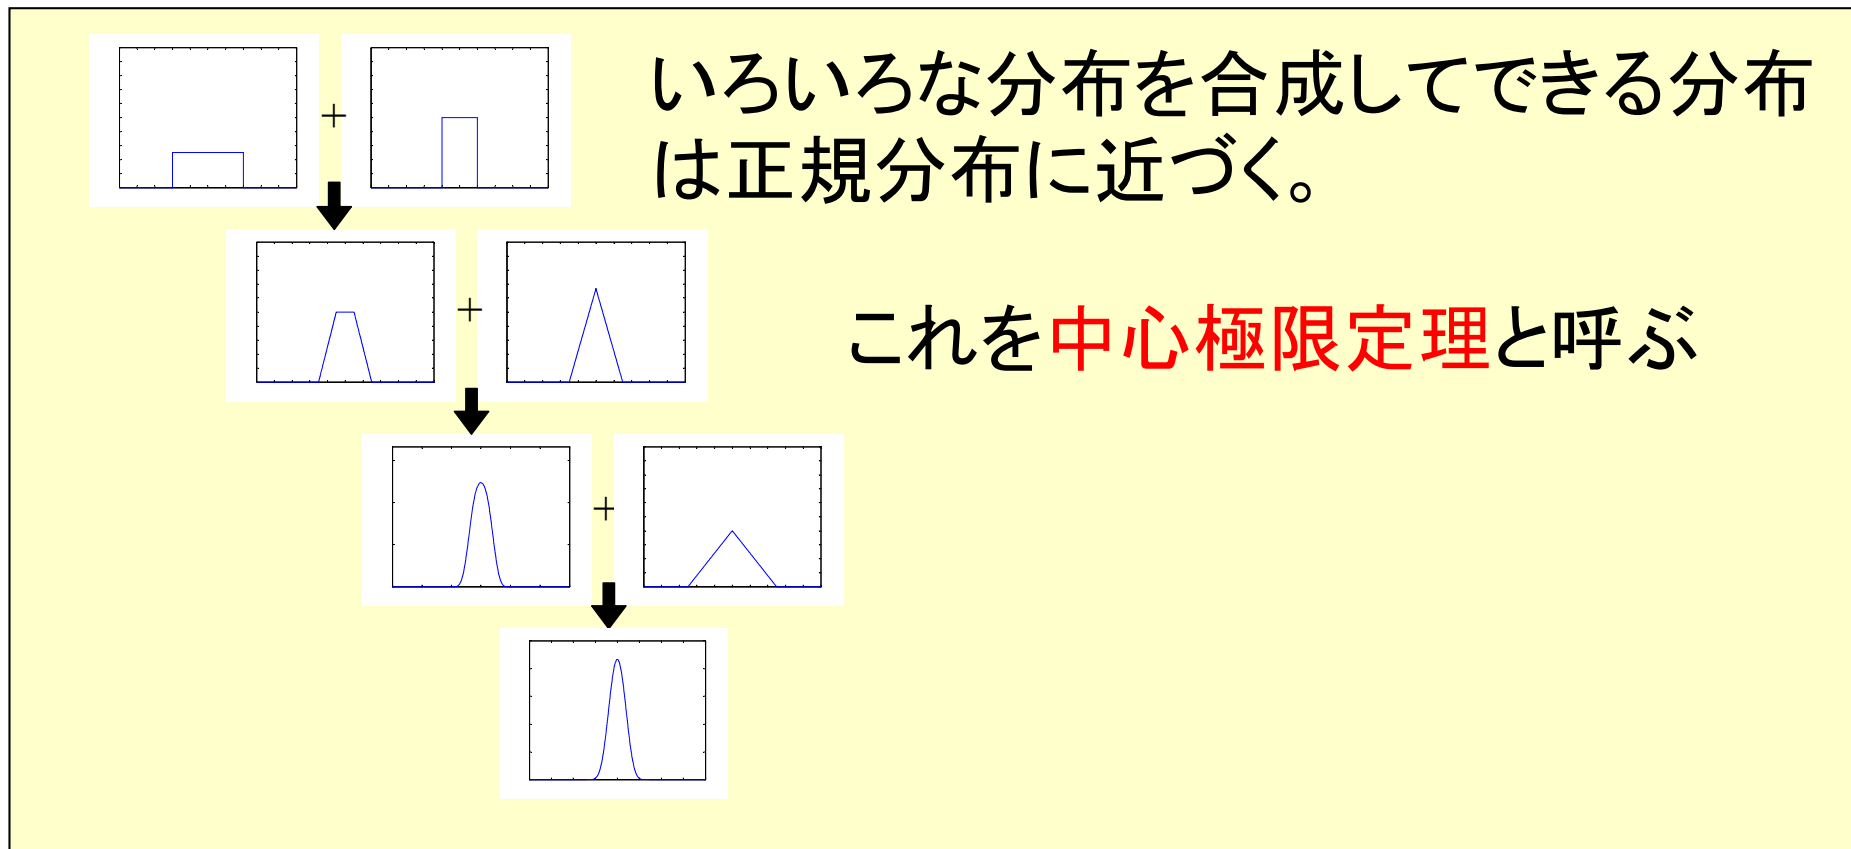 いろいろな分布を合成してできる分布
は正規分布に近づく。
+
これを中心極限定理と呼ぶ
+
+